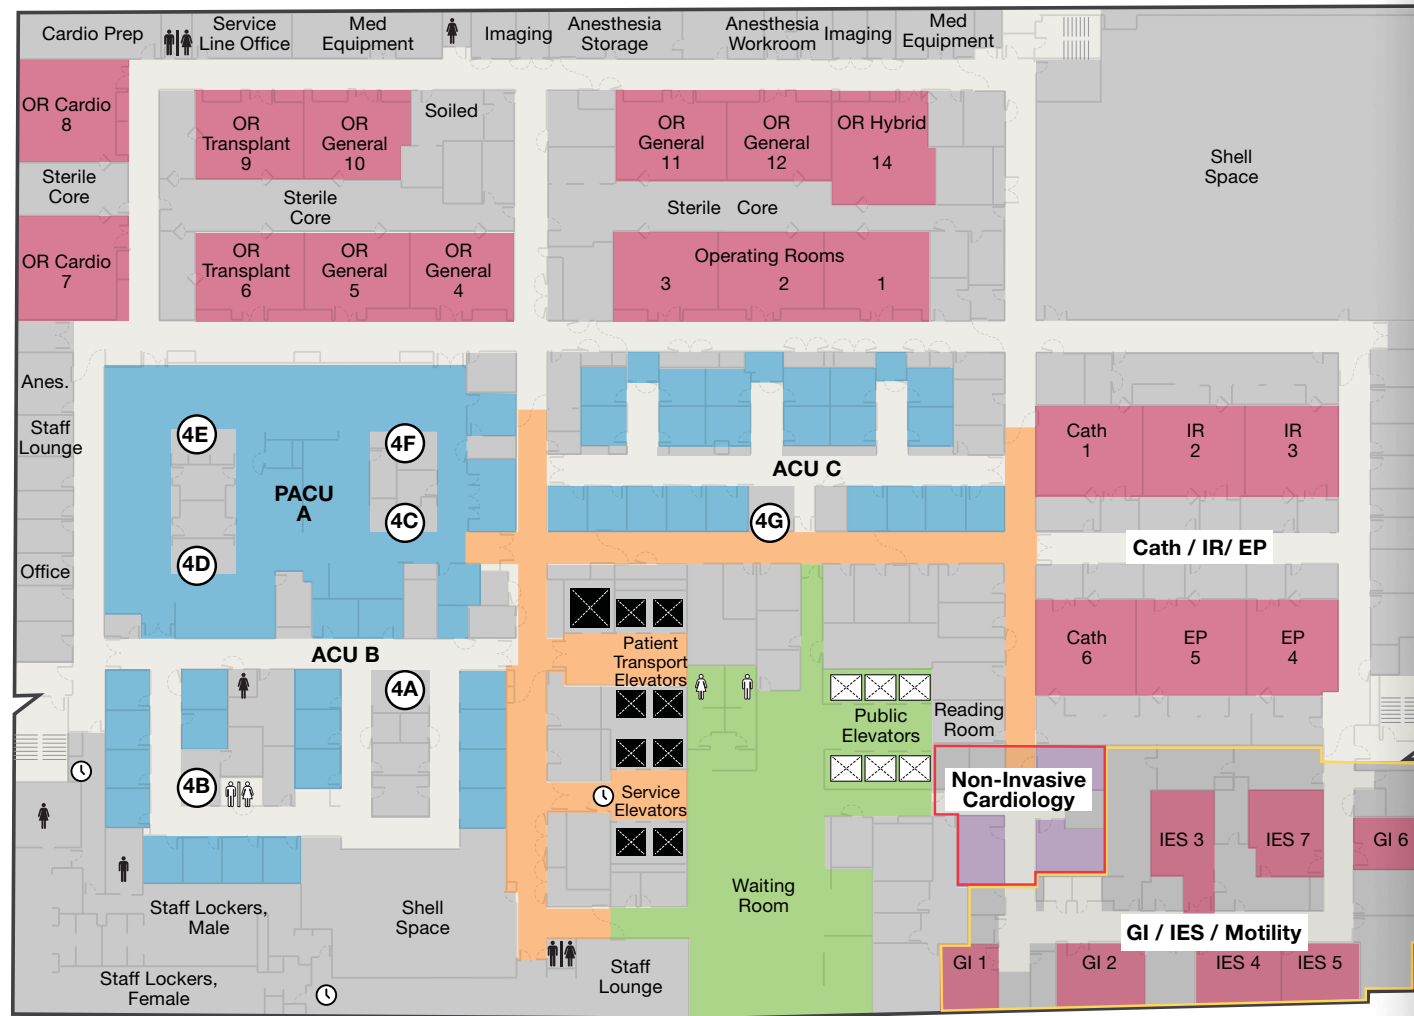 Cardio Prep
Service
Line Office
Med
Equipment
Imaging
Anesthesia
Storage
Anesthesia
Workroom
Imaging
Med
Equipment
OR Cardio
8
OR
Transplant
9
OR
General
10
Soiled
OR
General
11
OR
General
12
OR Hybrid
14
Shell
Space
Sterile
Core
Sterile
Core
Sterile Core
OR Cardio
7
OR
Transplant
6
OR
General
5
OR
General
4
Operating Rooms
3
2
1
Anes.
Staff
Lounge
4E
4F
PACU
A
4C
4D
Office
ACU C
4G
Cath
1
IR
2
IR
3
Cath / IR/ EP
ACU B
4A
4B
Patient
Transport
Elevators
Public
Elevators
Reading
Room
Cath
6
EP
5
EP
4
Service
Elevators
Non-Invasive
Cardiology
IES 3
IES 7
GI 6
Staff Lockers,
Male
Shell
Space
Waiting
Room
GI / IES / Motility
Staff Lockers,
Female
Staff
Lounge
GI 1
GI 2
IES 4
IES 5